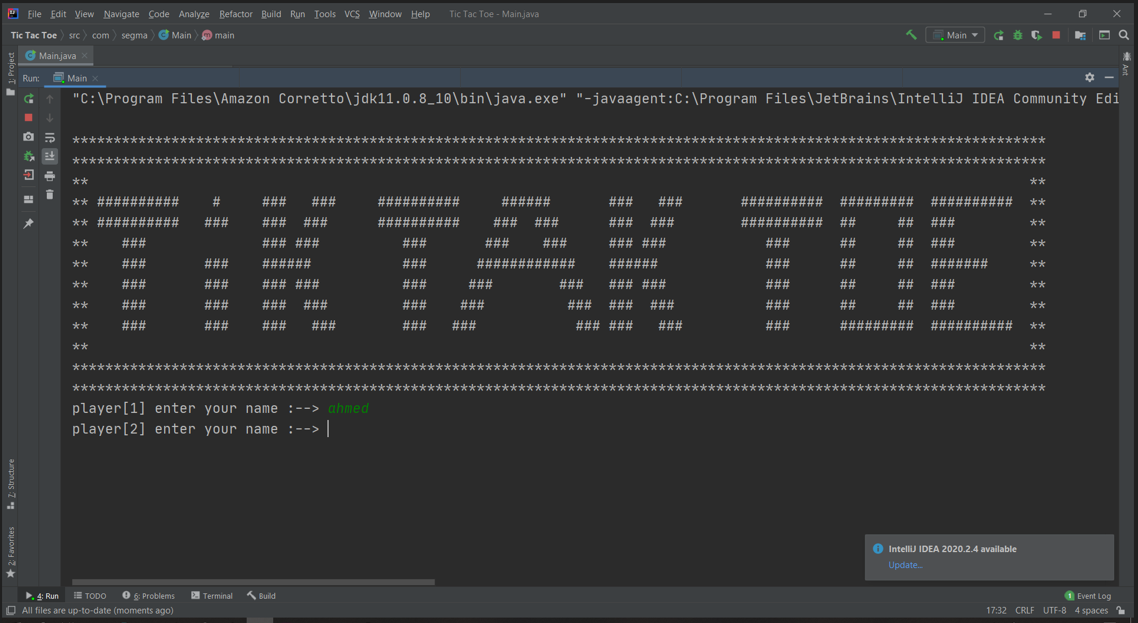 File Edit View Navigate Code Analyze Refactor Build Run Tools VCS Window Help Tic Tac Toe - Main.java
Tic Tac Toe src com segma Main main Main
1: Project Main.java Ant
Run: Main
"C:\Program Files\Amazon Corretto\jdk11.0.8_10\bin\java.exe" "-javaagent:C:\Program Files\JetBrains\IntelliJ IDEA Community Edi
**********************************************************************************************************************
**********************************************************************************************************************
** **
** ########## # ### ### ########## ###### ### ### ########## ######### ########## **
** ########## ### ### ### ########## ### ### ### ### ########## ## ## ### **
** ### ### ### ### ### ### ### ### ### ## ## ### **
** ### ### ###### ### ############ ###### ### ## ## ####### **
** ### ### ### ### ### ### ### ### ### ### ## ## ### **
** ### ### ### ### ### ### ### ### ### ### ## ## ### **
** ### ### ### ### ### ### ### ### ### ### ######### ########## **
** **
**********************************************************************************************************************
**********************************************************************************************************************
player[1] enter your name :--> ahmed
player[2] enter your name :-->
7: Structure
2: Favorites
IntelliJ IDEA 2020.2.4 available
Update...
4: Run TODO 6: Problems Terminal Build 1 Event Log
All files are up-to-date (moments ago) 17:32 CRLF UTF-8 4 spaces